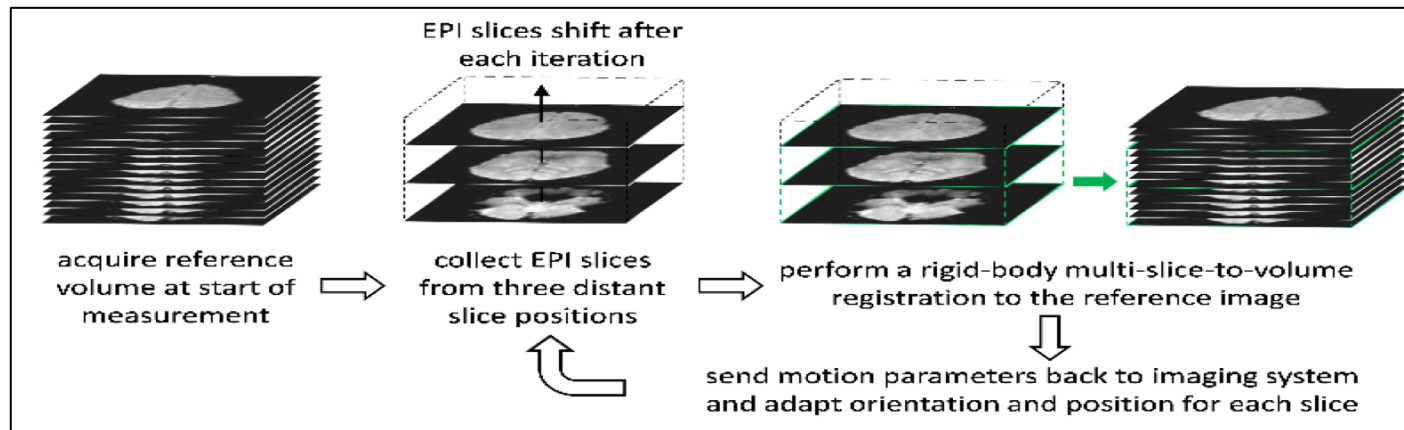 EPI slices shift after
each iteration
acquire reference
volume at start of
measurement
collect EPI slices
from three distant
slice positions
perform a rigid-body multi-slice-to-volume
registration to the reference image
send motion parameters back to imaging system
and adapt orientation and position for each slice